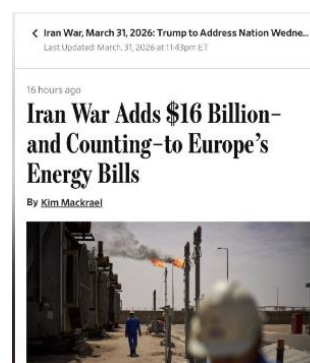 Iran War, March 31, 2026: Trump to Address Nation Wedne...
Last Updated: March, 31, 2026 at 11:43pm ET
16 hours ago
Iran War Adds $16 Billion–
and Counting–to Europe’s
Energy Bills
By Kim Mackrael